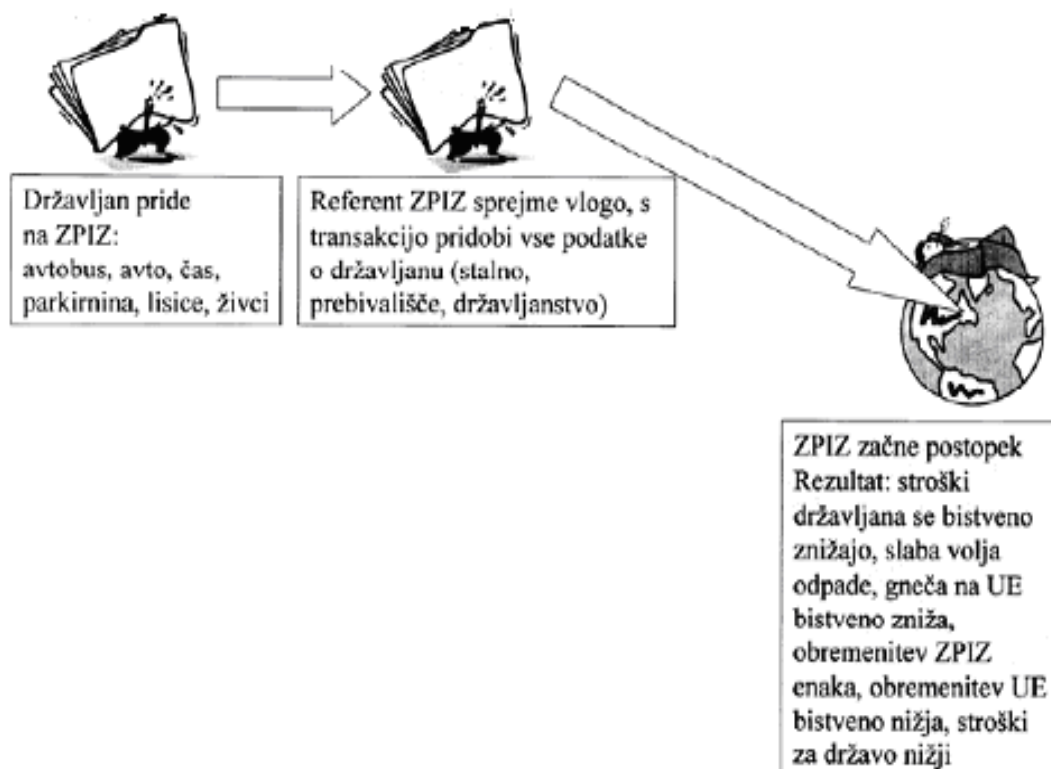 Državljan pride
na ZPIZ:
avtobus, avto, čas,
parkirnina, lisice, živci
Referent ZPIZ sprejme vlogo, s
transakcijo pridobi vse podatke
o državljanu (stalno,
prebivališče, državljanstvo)
ZPIZ začne postopek
Rezultat: stroški
državljana se bistveno
znižajo, slaba volja
odpade, gneča na UE
bistveno zniža,
obremenitev ZPIZ
enaka, obremenitev UE
bistveno nižja, stroški
za državo nižji